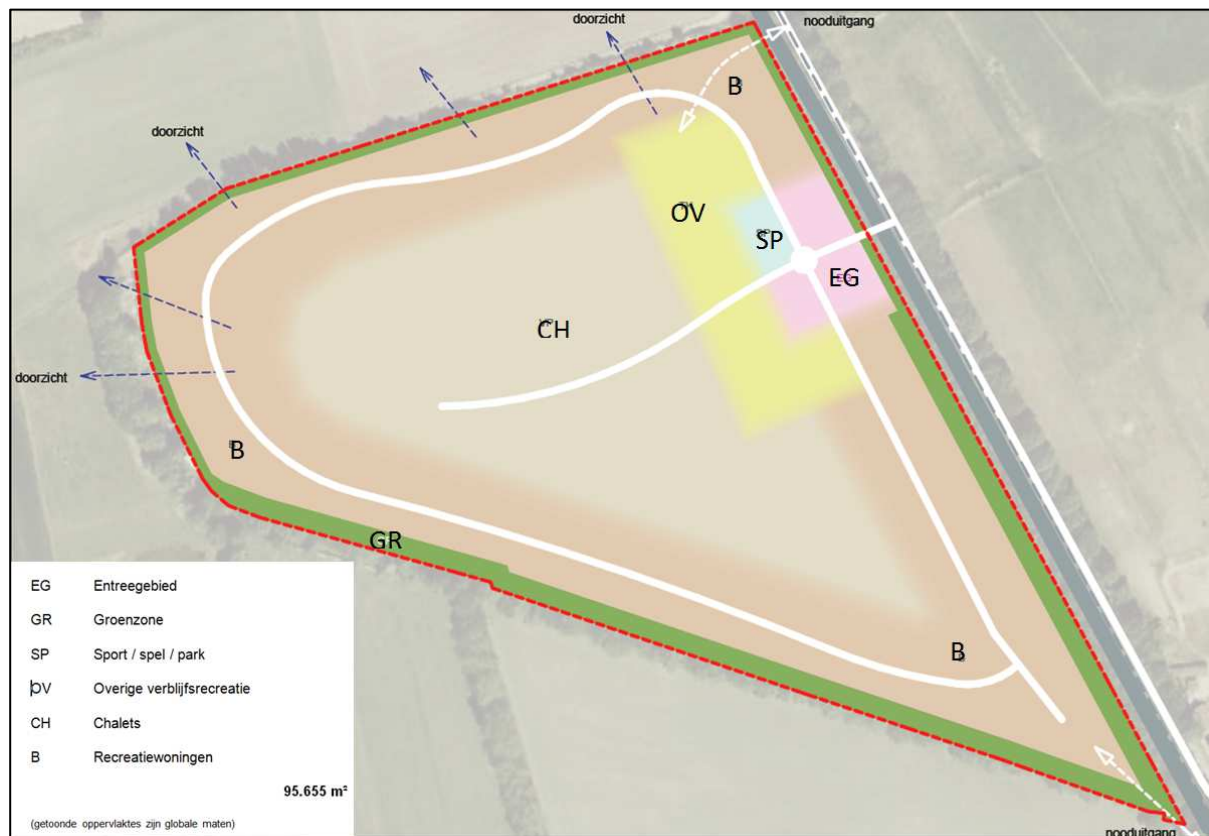 doorzicht
nooduitgang
B
doorzicht
OV
SP
EG
CH
doorzicht
B
GR
B
EG Entreegebied
GR Groenzone
SP Sport / spel / park
OV Overige verblijfsrecreatie
CH Chalets
B Recreatiewoningen
95.655 m²
(getoonde oppervlaktes zijn globale maten)
nooduitgang